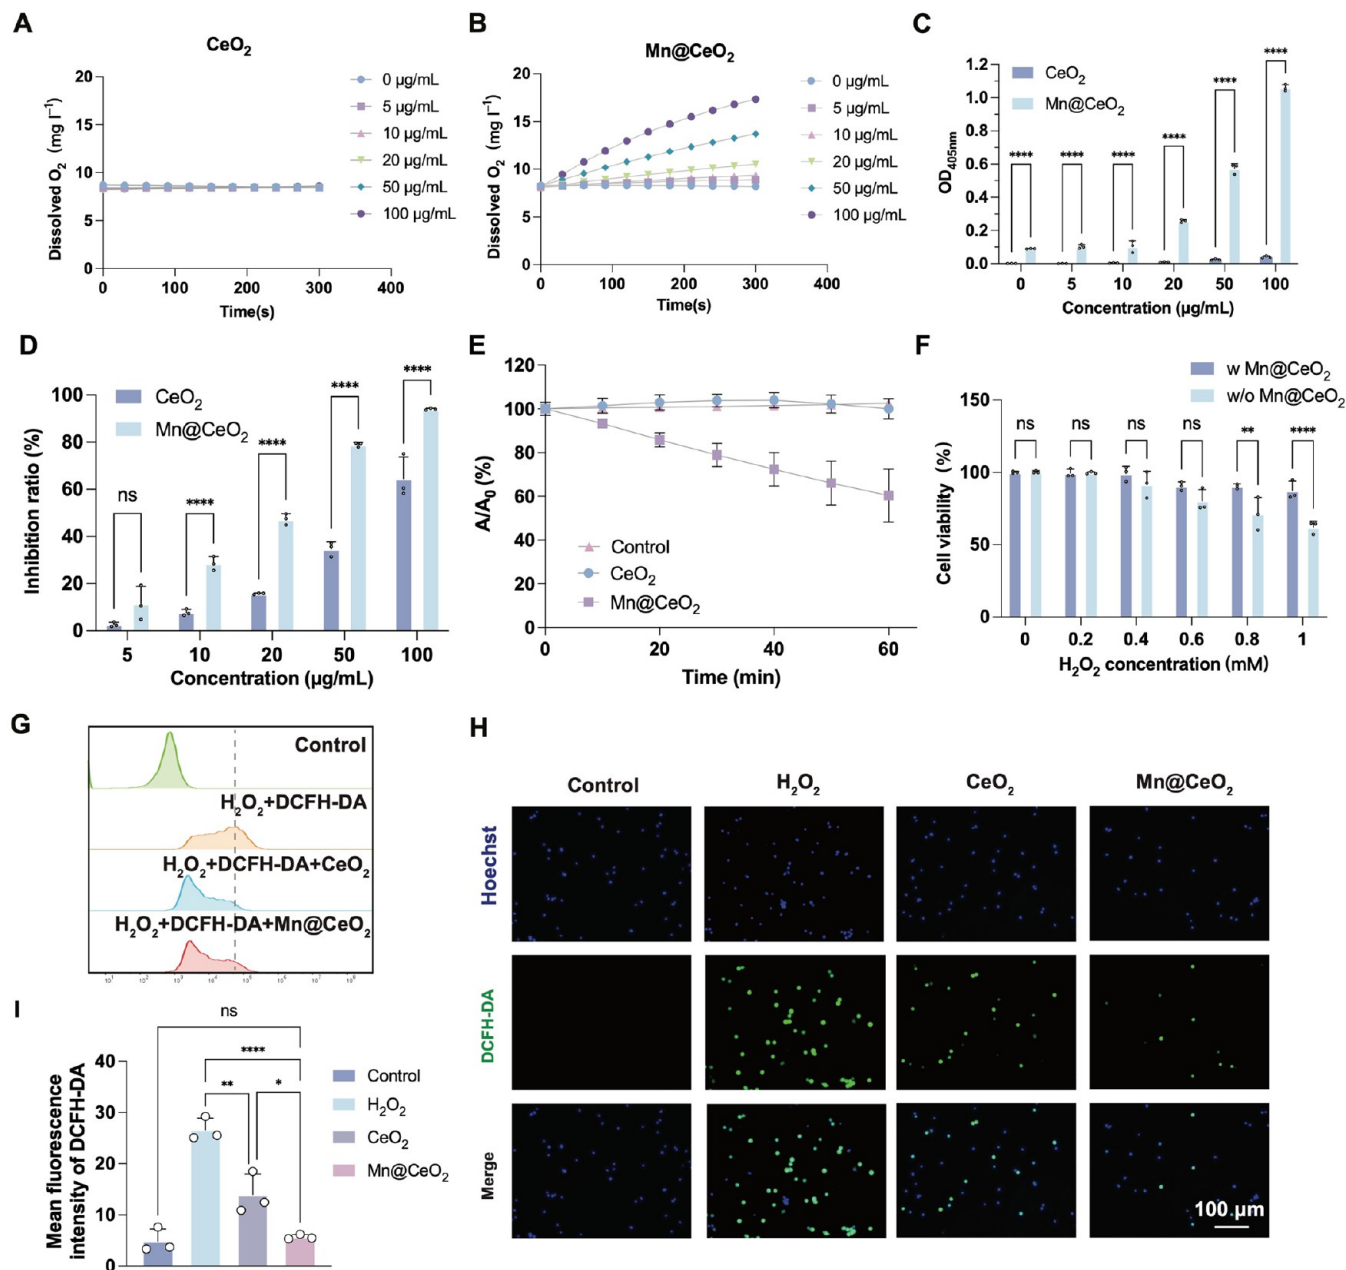 A
CeO₂
Dissolved O₂ (mg l⁻¹)
20
15
10
5
0
0 100 200 300 400
Time(s)
0 µg/mL
5 µg/mL
10 µg/mL
20 µg/mL
50 µg/mL
100 µg/mL
B
Mn@CeO₂
Dissolved O₂ (mg l⁻¹)
20
15
10
5
0
0 100 200 300 400
Time(s)
0 µg/mL
5 µg/mL
10 µg/mL
20 µg/mL
50 µg/mL
100 µg/mL
C
CeO₂
Mn@CeO₂
**** **** **** **** **** ****
OD₄₀₅ₙₘ
1.2
0.9
0.6
0.4
0.2
0.0
0 5 10 20 50 100
Concentration (µg/mL)
D
CeO₂
Mn@CeO₂
ns **** **** **** ****
Inhibition ratio (%)
100
80
60
40
20
0
5 10 20 50 100
Concentration (µg/mL)
E
A/A₀ (%)
120
100
80
60
40
20
0
Control
CeO₂
Mn@CeO₂
0 20 40 60
Time (min)
F
w Mn@CeO₂
w/o Mn@CeO₂
ns ns ns ns ** ****
Cell viability (%)
150
100
50
0
0 0.2 0.4 0.6 0.8 1
H₂O₂ concentration (mM)
G
Control
H₂O₂+DCFH-DA
H₂O₂+DCFH-DA+CeO₂
H₂O₂+DCFH-DA+Mn@CeO₂
H
Control H₂O₂ CeO₂ Mn@CeO₂
Hoechst
DCFH-DA
Merge
100 µm
I
ns
****
** *
Mean fluorescence
intensity of DCFH-DA
40
30
20
10
0
Control
H₂O₂
CeO₂
Mn@CeO₂